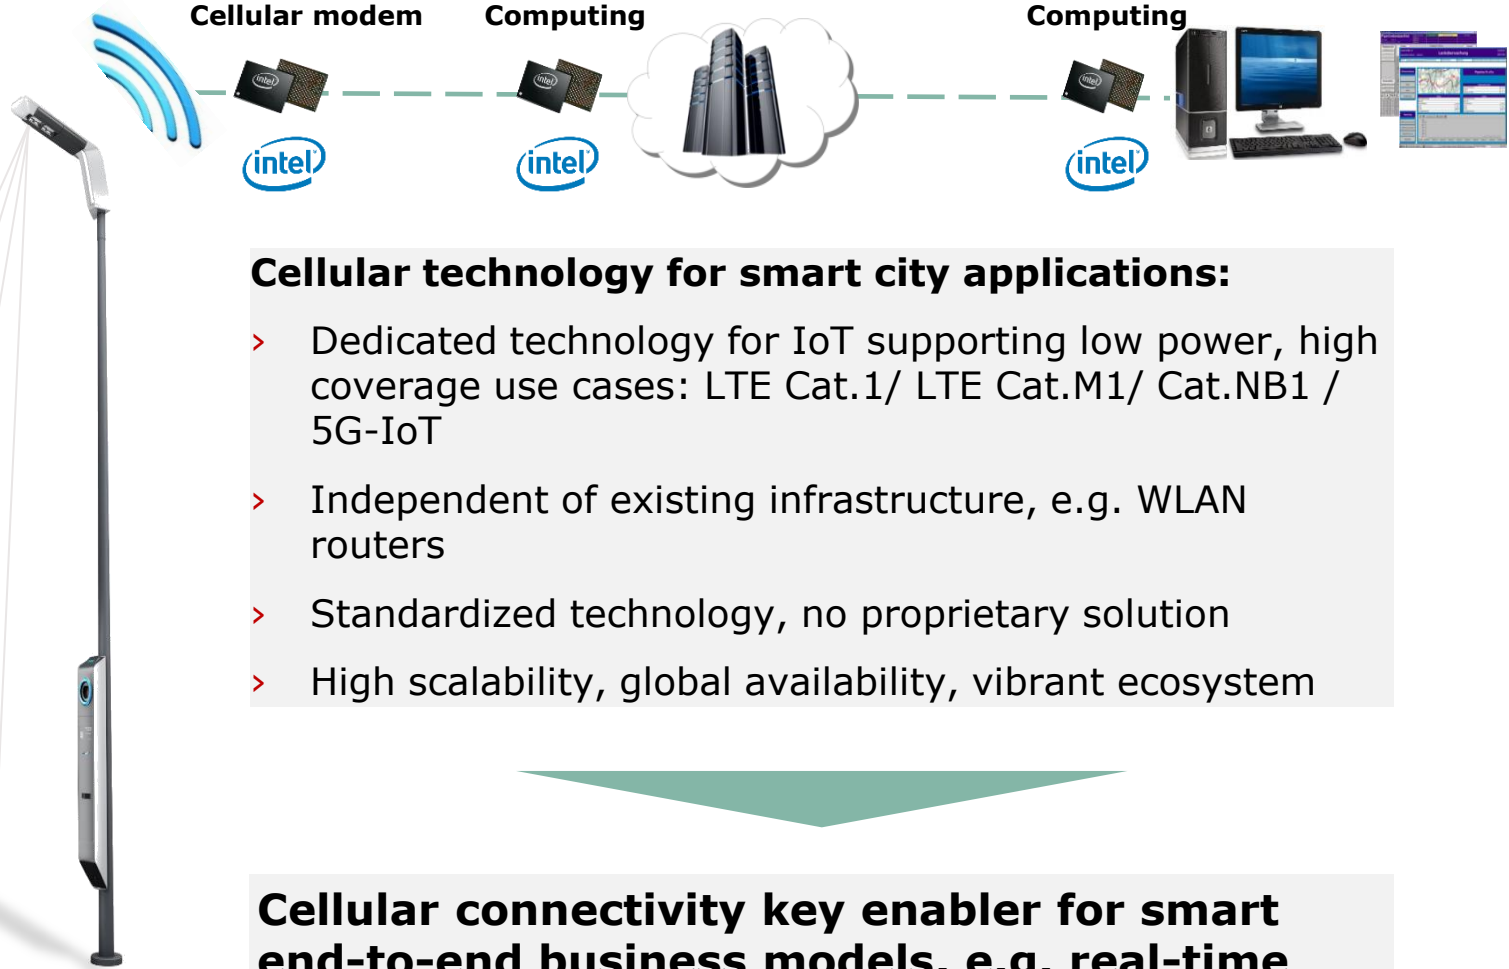 Cellular modem
Computing
Computing
intel
intel
intel
intel
intel
intel
Cellular technology for smart city applications:
› Dedicated technology for IoT supporting low power, high
coverage use cases: LTE Cat.1/ LTE Cat.M1/ Cat.NB1 /
5G-IoT
› Independent of existing infrastructure, e.g. WLAN
routers
› Standardized technology, no proprietary solution
› High scalability, global availability, vibrant ecosystem
Cellular connectivity key enabler for smart
end-to-end business models, e.g. real-time